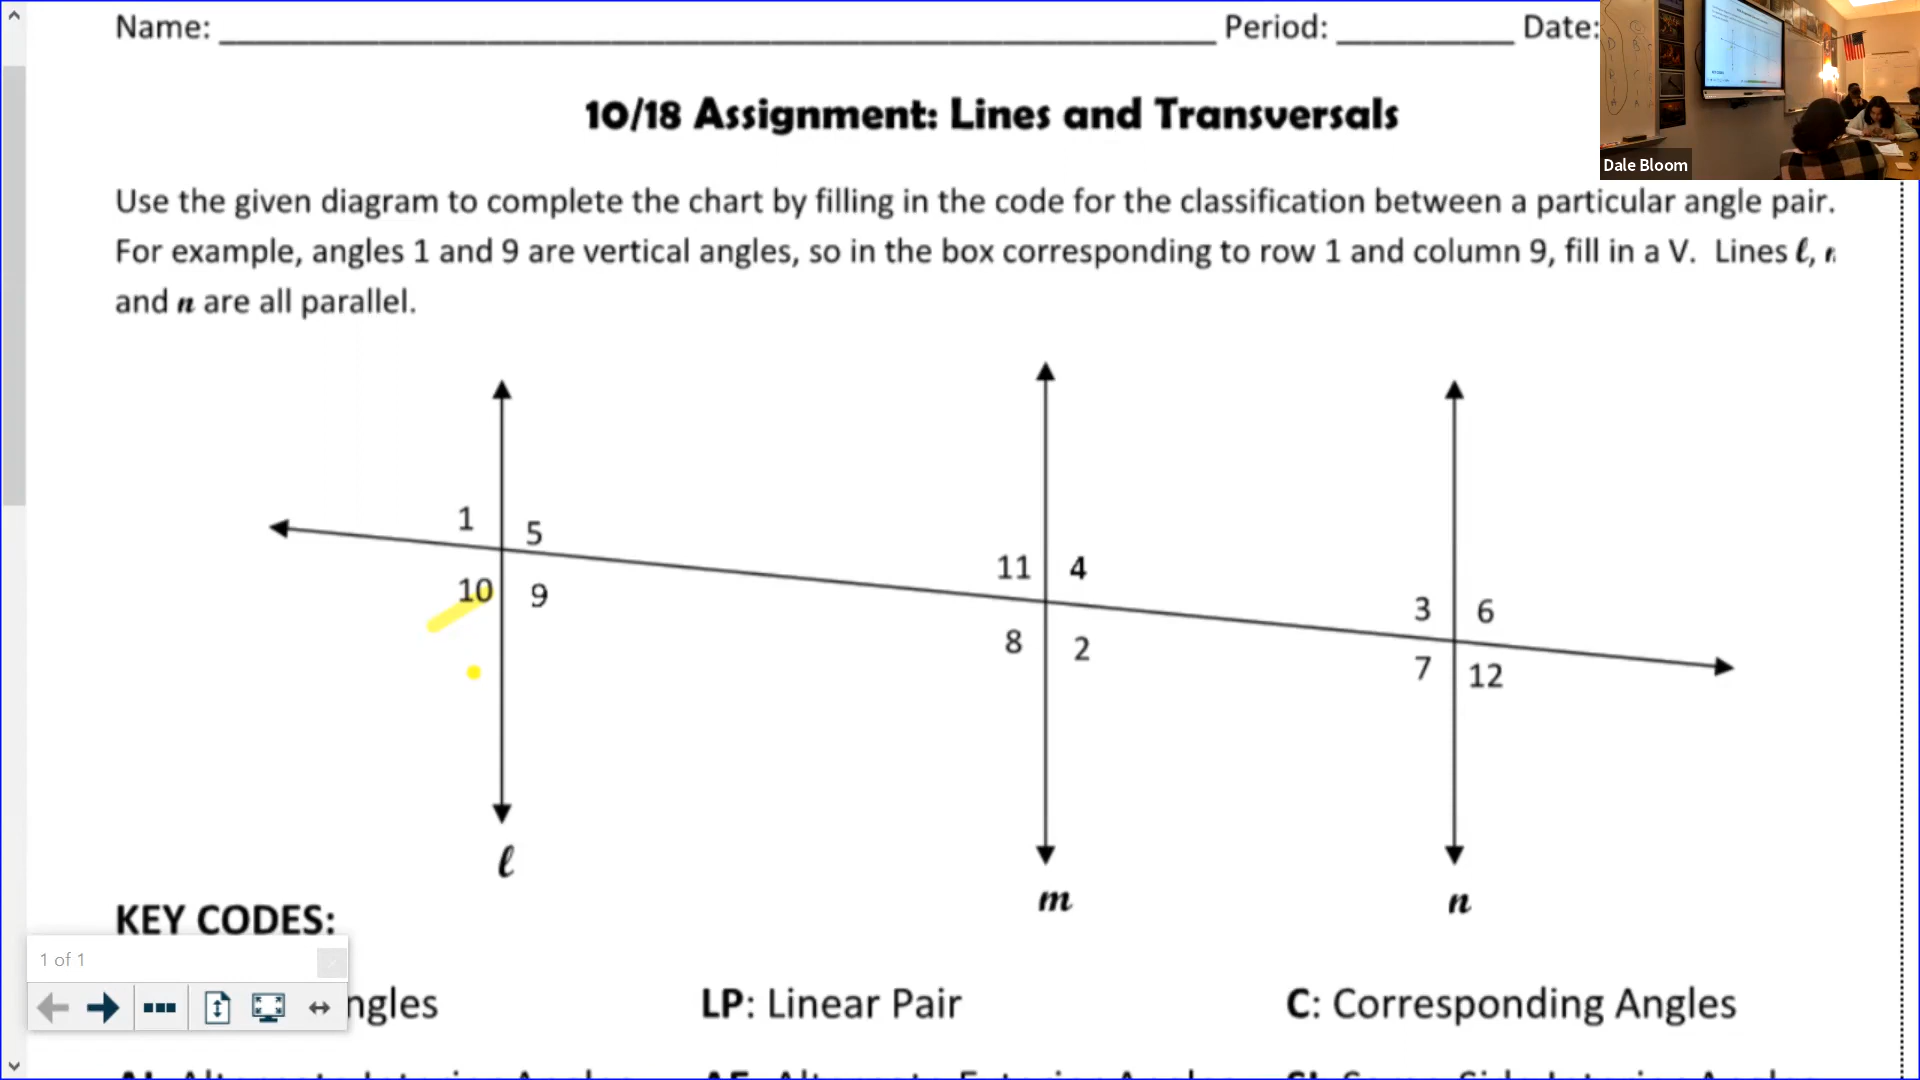 Name: Period: Date:
Dale Bloom
10/18 Assignment: Lines and Transversals
Use the given diagram to complete the chart by filling in the code for the classification between a particular angle pair.
For example, angles 1 and 9 are vertical angles, so in the box corresponding to row 1 and column 9, fill in a V. Lines ℓ,
and n are all parallel.
1 5
11 4
10 9
3 6
8 2
7 12
ℓ
m
n
KEY CODES:
1 of 1
LP: Linear Pair
C: Corresponding Angles